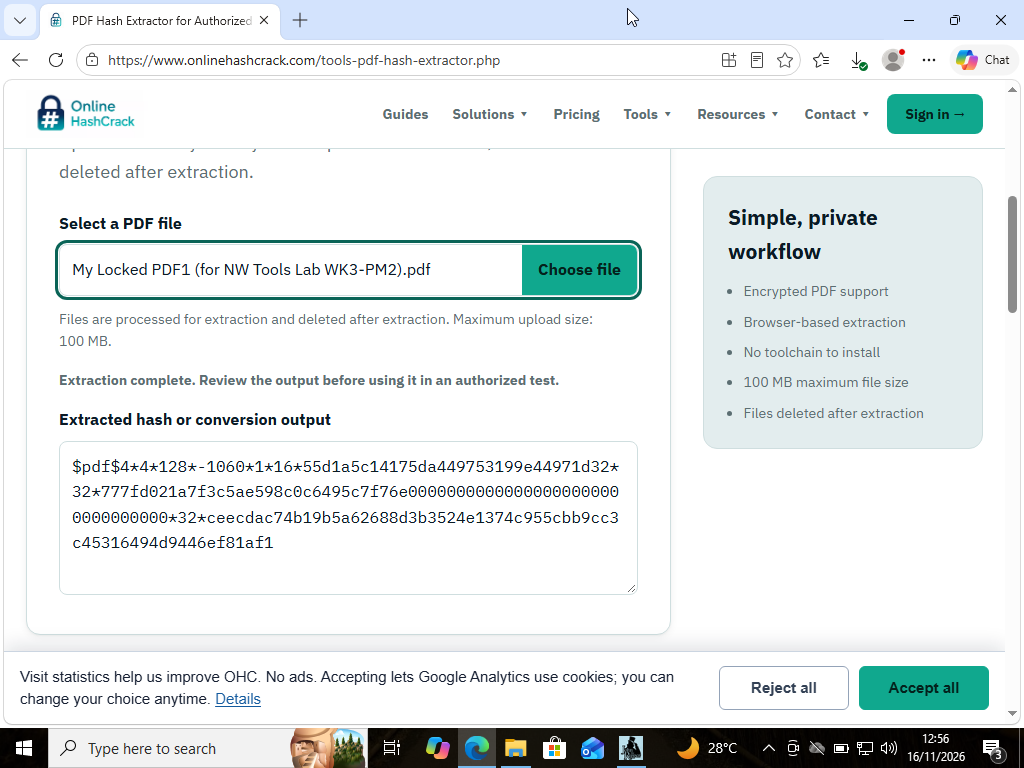 PDF Hash Extractor for Authorized
https://www.onlinehashcrack.com/tools-pdf-hash-extractor.php
Chat
Online
HashCrack
Guides
Solutions
Pricing
Tools
Resources
Contact
Sign in →
deleted after extraction.
Select a PDF file
My Locked PDF1 (for NW Tools Lab WK3-PM2).pdf
Choose file
Files are processed for extraction and deleted after extraction. Maximum upload size:
100 MB.
Extraction complete. Review the output before using it in an authorized test.
Extracted hash or conversion output
$pdf$4*4*128*-1060*1*16*55d1a5c14175da449753199e44971d32*
32*777fd021a7f3c5ae598c0c6495c7f76e0000000000000000000000
0000000000*32*ceecdac74b19b5a62688d3b3524e1374c955cbb9cc3
c45316494d9446ef81af1
Simple, private
workflow
Encrypted PDF support
Browser-based extraction
No toolchain to install
100 MB maximum file size
Files deleted after extraction
Visit statistics help us improve OHC. No ads. Accepting lets Google Analytics use cookies; you can
change your choice anytime. Details
Reject all
Accept all
Type here to search
28°C
12:56
16/11/2026
3